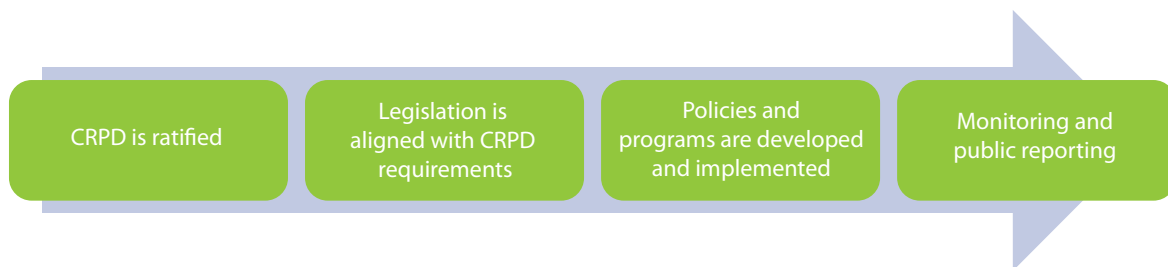 CRPD is ratified
Legislation is
aligned with CRPD
requirements
Policies and
programs are developed
and implemented
Monitoring and
public reporting